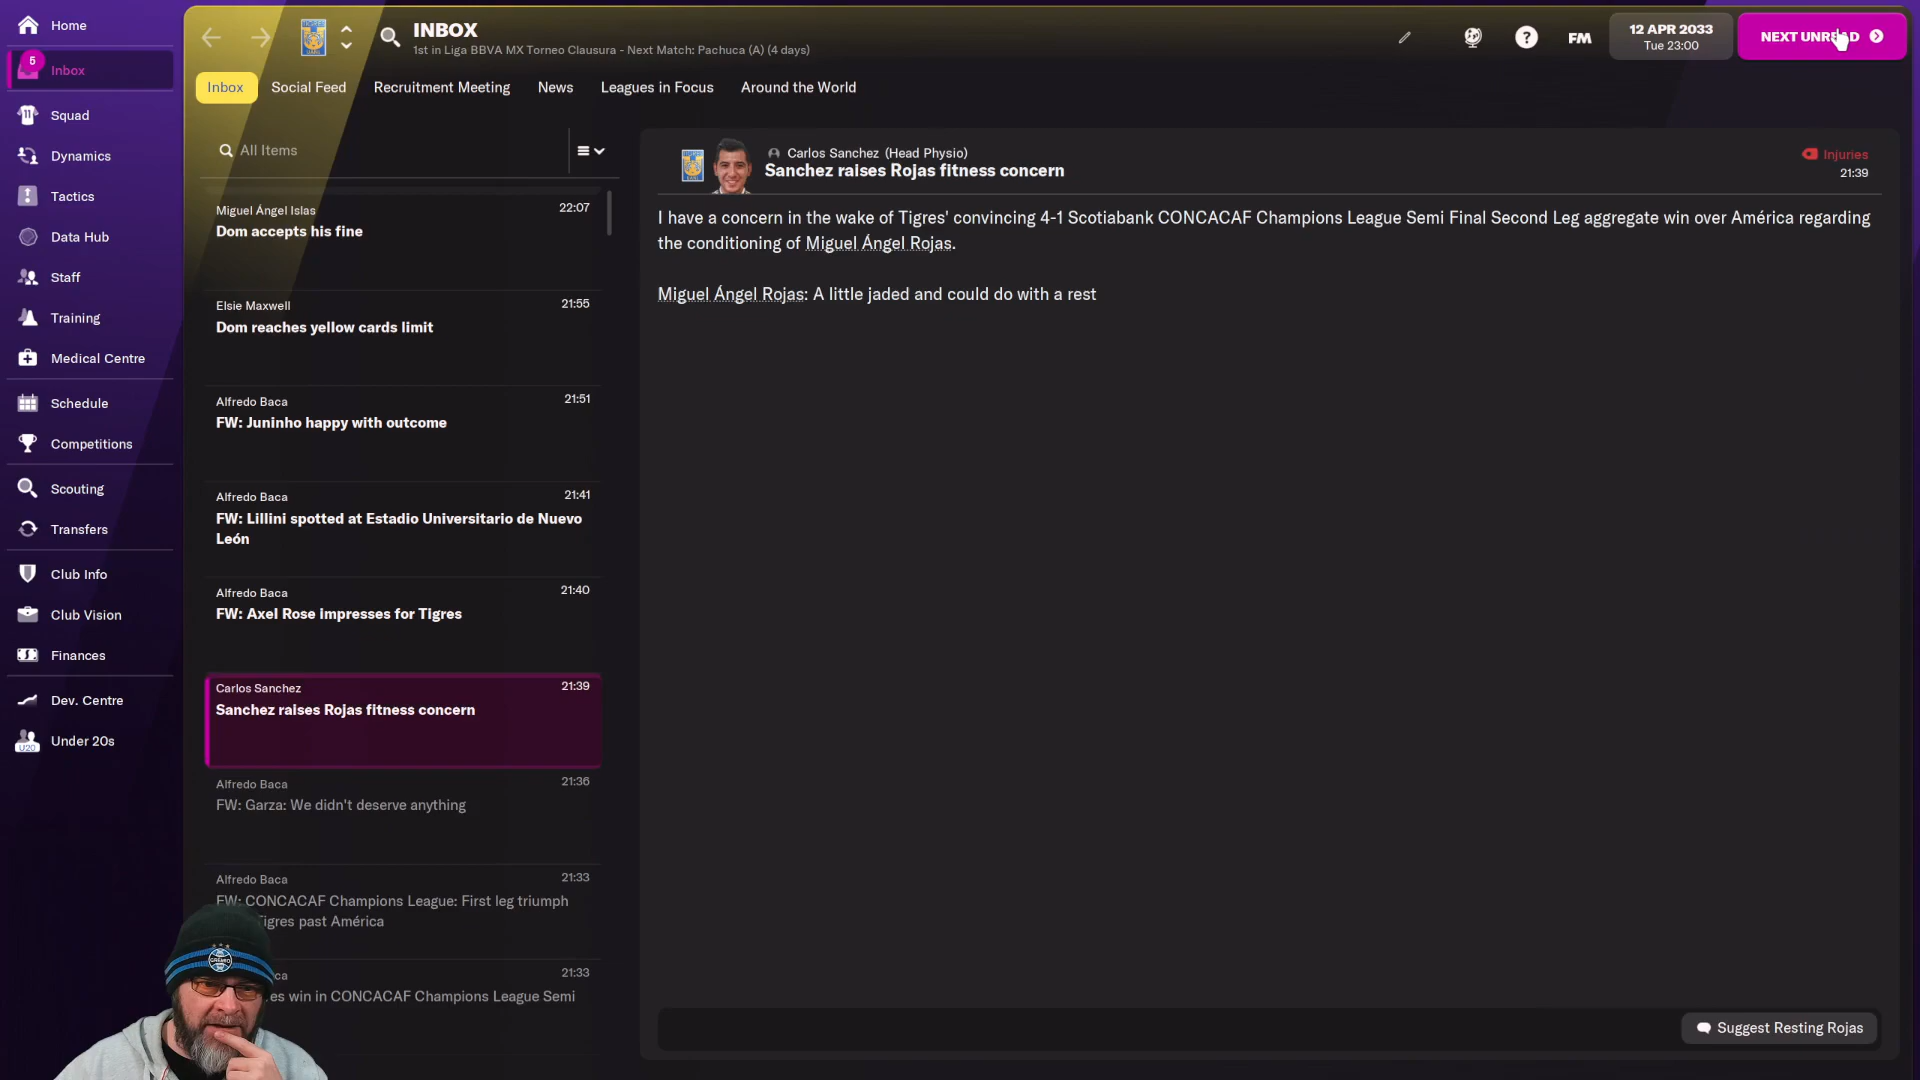 Home
5
Inbox
Squad
Dynamics
Tactics
Data Hub
Staff
Training
Medical Centre
Schedule
Competitions
Scouting
Transfers
Club Info
Club Vision
Finances
Dev. Centre
U20
Under 20s
TIGRES
INBOX
1st in Liga BBVA MX Torneo Clausura - Next Match: Pachuca (A) (4 days)
?
FM
12 APR 2033
Tue 23:00
NEXT UNREAD
Inbox
Social Feed
Recruitment Meeting
News
Leagues in Focus
Around the World
All Items
Miguel Ángel Islas
22:07
Dom accepts his fine
Elsie Maxwell
21:55
Dom reaches yellow cards limit
Alfredo Baca
21:51
FW: Juninho happy with outcome
Alfredo Baca
21:41
FW: Lillini spotted at Estadio Universitario de Nuevo
León
Alfredo Baca
21:40
FW: Axel Rose impresses for Tigres
Carlos Sanchez
21:39
Sanchez raises Rojas fitness concern
Alfredo Baca
21:36
FW: Garza: We didn't deserve anything
Alfredo Baca
21:33
FW: CONCACAF Champions League: First leg triumph
Tigres past América
21:33
win in CONCACAF Champions League Semi
GRÊMIO
Carlos Sanchez (Head Physio)
Sanchez raises Rojas fitness concern
Injuries
21:39
I have a concern in the wake of Tigres' convincing 4-1 Scotiabank CONCACAF Champions League Semi Final Second Leg aggregate win over América regarding
the conditioning of Miguel Ángel Rojas.
Miguel Ángel Rojas: A little jaded and could do with a rest
Suggest Resting Rojas